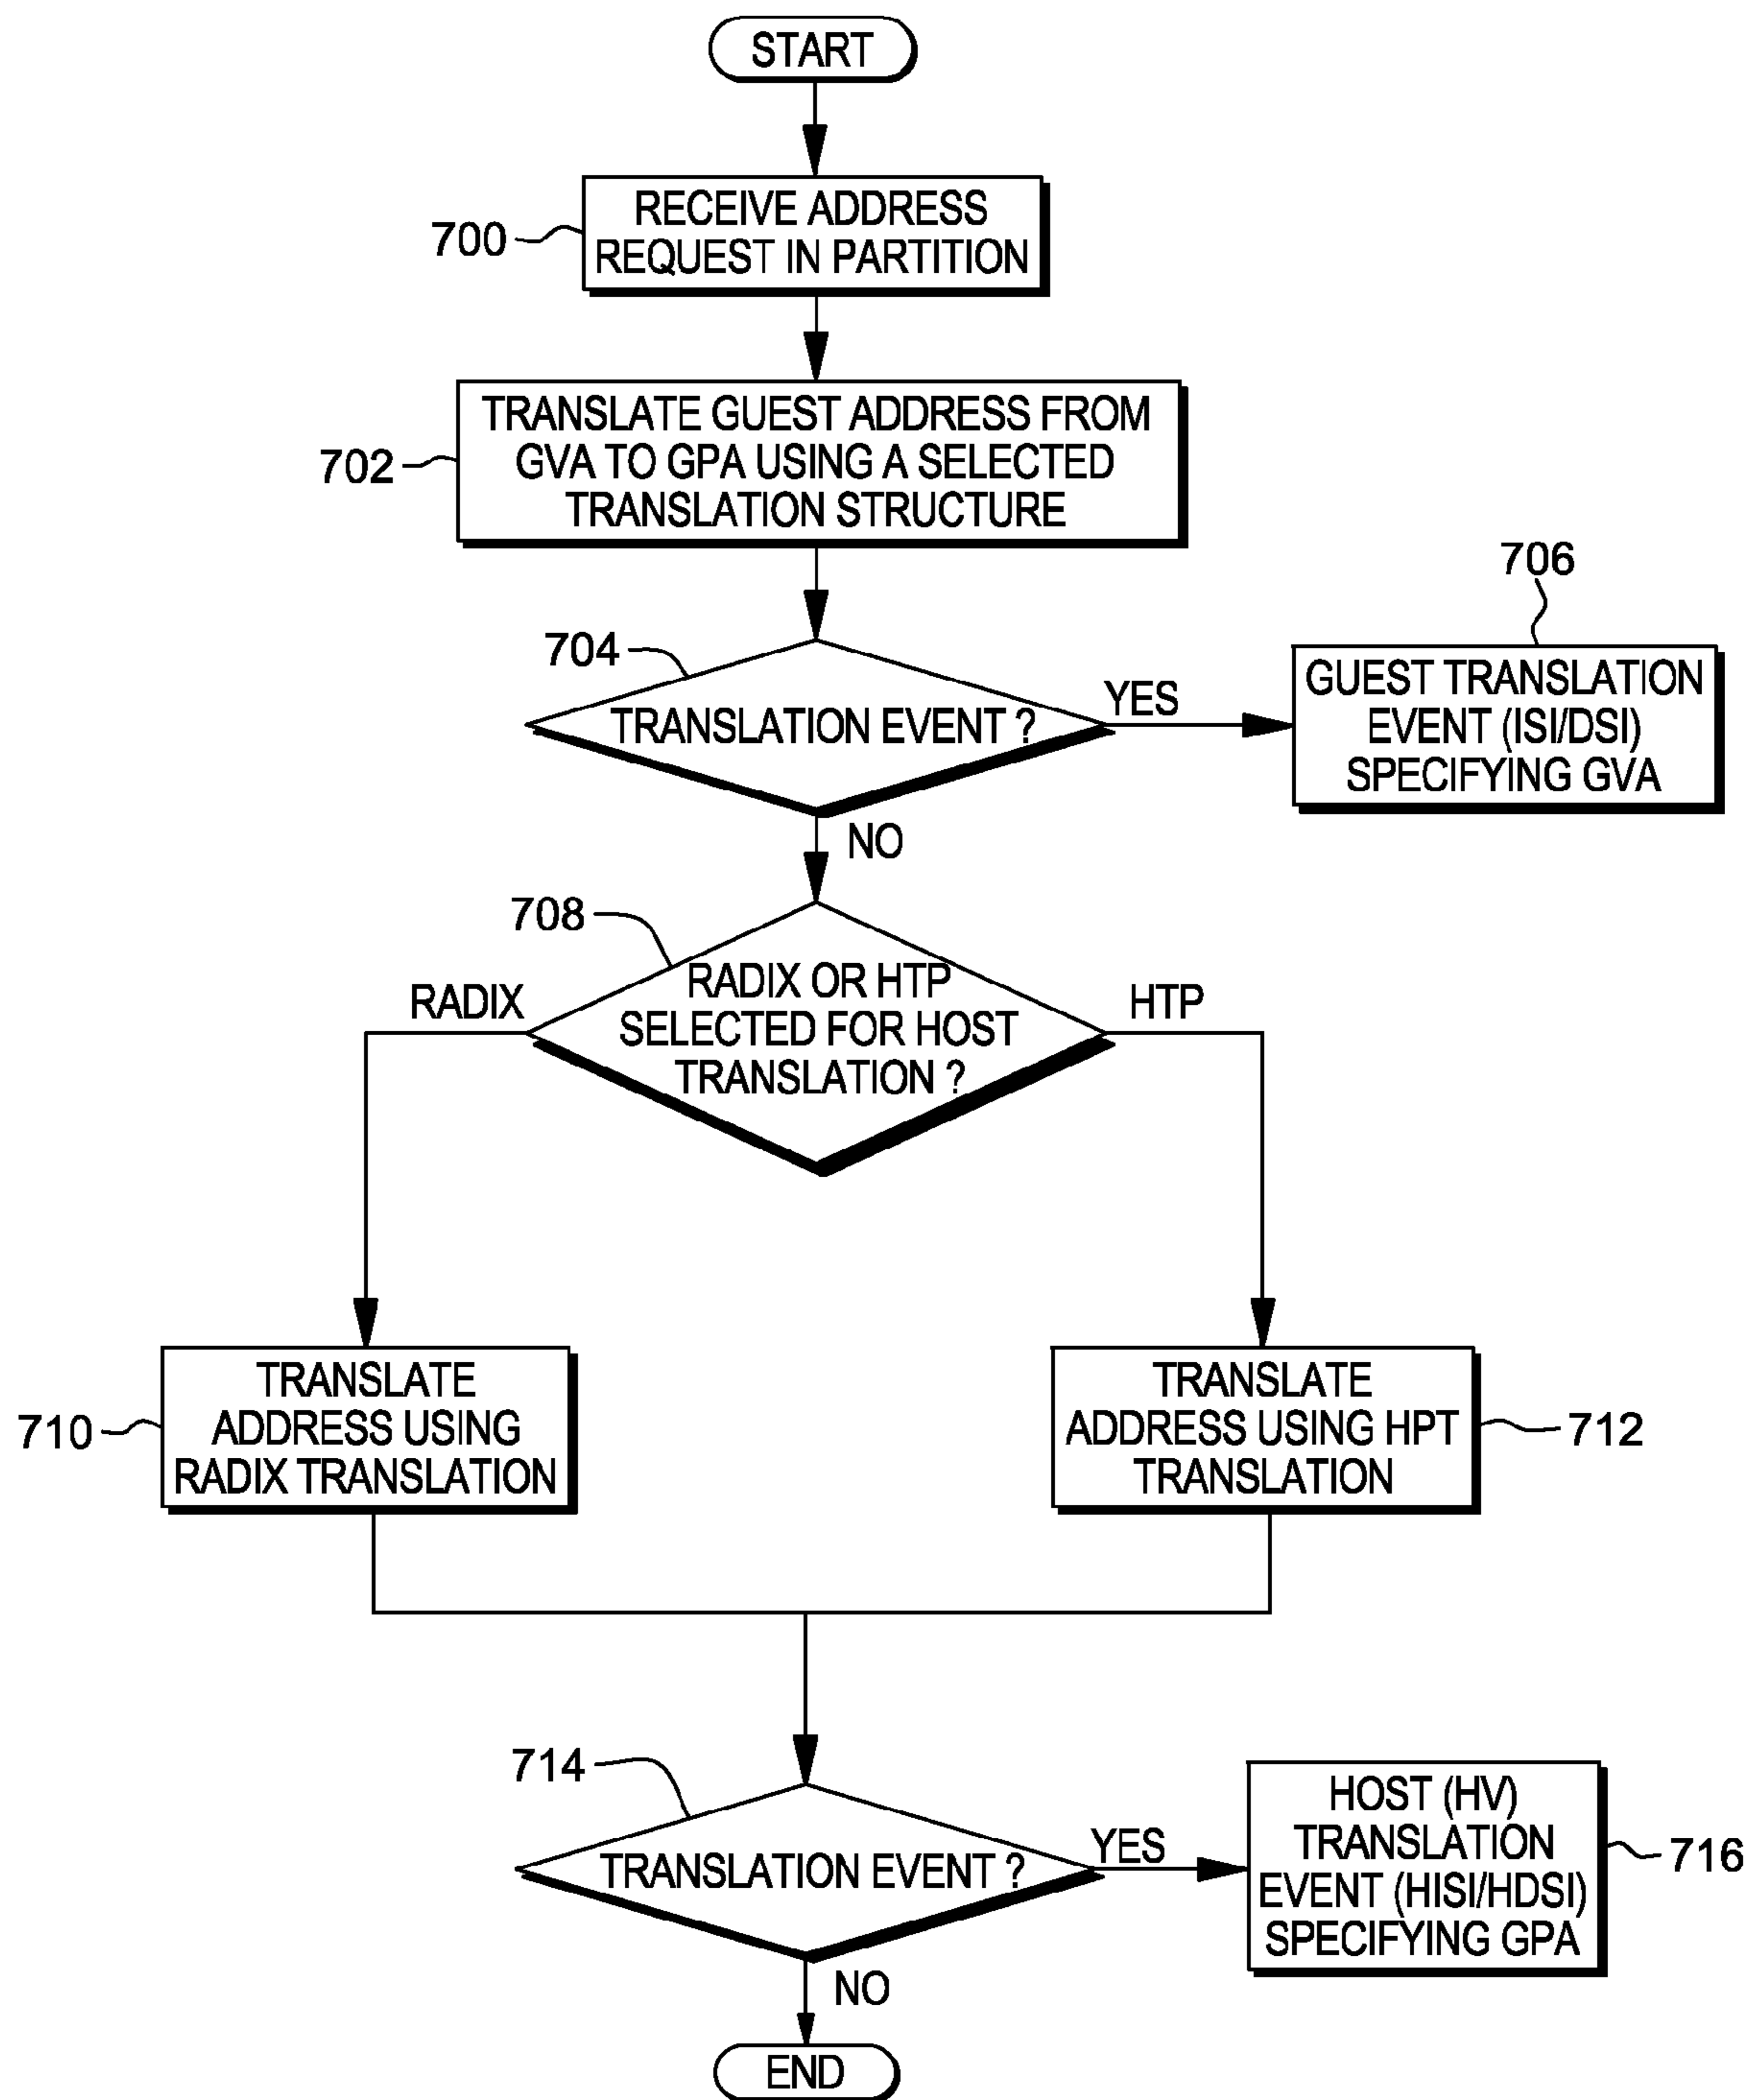 START
700
RECEIVE ADDRESS
REQUEST IN PARTITION
702
TRANSLATE GUEST ADDRESS FROM
GVA TO GPA USING A SELECTED
TRANSLATION STRUCTURE
704
TRANSLATION EVENT ?
YES
706
GUEST TRANSLATION
EVENT (ISI/DSI)
SPECIFYING GVA
NO
708
RADIX OR HTP
SELECTED FOR HOST
TRANSLATION ?
RADIX
HTP
710
TRANSLATE
ADDRESS USING
RADIX TRANSLATION
TRANSLATE
ADDRESS USING HPT
TRANSLATION
712
714
TRANSLATION EVENT ?
YES
HOST (HV)
TRANSLATION
EVENT (HISI/HDSI)
SPECIFYING GPA
716
NO
END